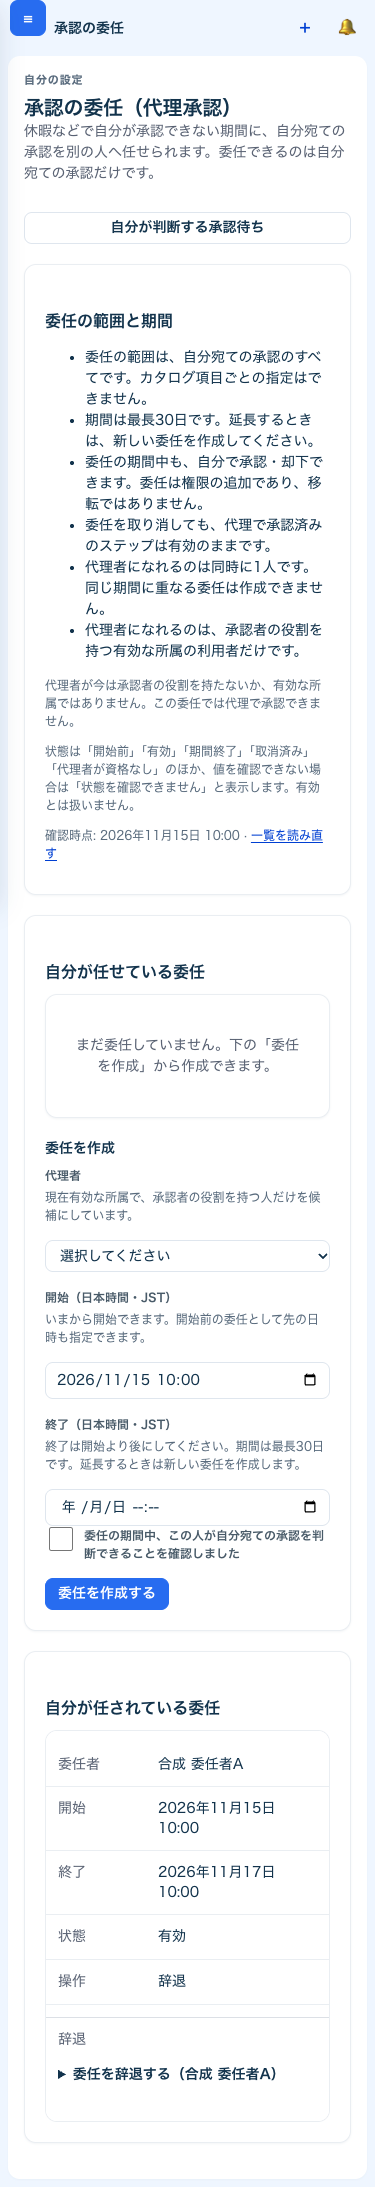 ≡ 承認の委任 + 🔔
自分の設定
承認の委任（代理承認）
休暇などで自分が承認できない期間に、自分宛ての
承認を別の人へ任せられます。委任できるのは自分
宛ての承認だけです。
自分が判断する承認待ち
委任の範囲と期間
• 委任の範囲は、自分宛ての承認のすべ
てです。カタログ項目ごとの指定はで
きません。
• 期間は最長30日です。延長するとき
は、新しい委任を作成してください。
• 委任の期間中も、自分で承認・却下で
きます。委任は権限の追加であり、移
転ではありません。
• 委任を取り消しても、代理で承認済み
のステップは有効のままです。
• 代理者になれるのは同時に1人です。
同じ期間に重なる委任は作成できませ
ん。
• 代理者になれるのは、承認者の役割を
持つ有効な所属の利用者だけです。
代理者が今は承認者の役割を持たないか、有効な所
属ではありません。この委任では代理で承認できま
せん。
状態は「開始前」「有効」「期間終了」「取消済み」
「代理者が資格なし」のほか、値を確認できない場
合は「状態を確認できません」と表示します。有効
とは扱いません。
確認時点: 2026年11月15日 10:00 · 一覧を読み直
す
自分が任せている委任
まだ委任していません。下の「委任
を作成」から作成できます。
委任を作成
代理者
現在有効な所属で、承認者の役割を持つ人だけを候
補にしています。
選択してください
開始（日本時間・JST）
いまから開始できます。開始前の委任として先の日
時も指定できます。
2026/11/15 10:00
終了（日本時間・JST）
終了は開始より後にしてください。期間は最長30日
です。延長するときは新しい委任を作成します。
年 /月/日 --:--
委任の期間中、この人が自分宛ての承認を判
断できることを確認しました
委任を作成する
自分が任されている委任
委任者 合成 委任者A
開始 2026年11月15日
10:00
終了 2026年11月17日
10:00
状態 有効
操作 辞退
辞退
▶ 委任を辞退する（合成 委任者A）